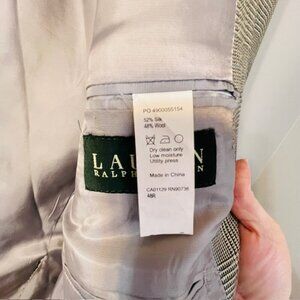 PO 4900055154
52% Silk
48% Wool
Dry clean only
Low moisture
Utility press
Made in China
CA01129 RN90736
48R
LAU N
RALPH N